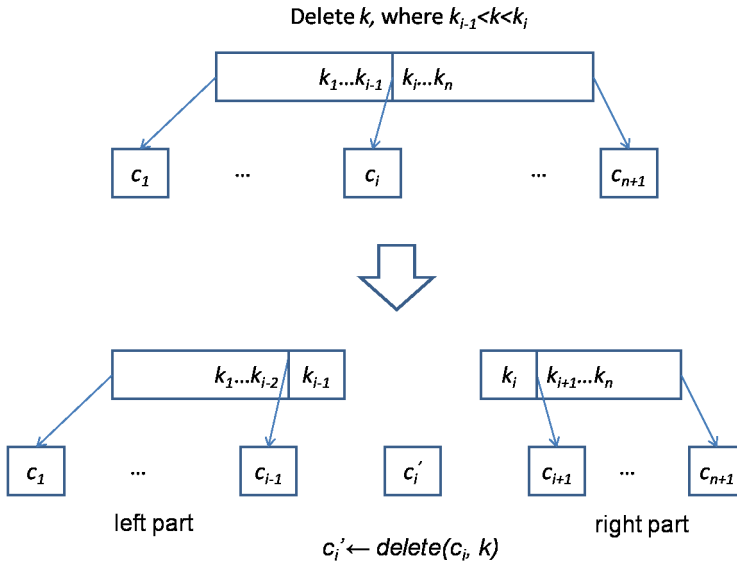 Delete k, where kᵢ₋₁<k<kᵢ
k₁...kᵢ₋₁ kᵢ...kₙ
c₁ ... cᵢ ... cₙ₊₁
k₁...kᵢ₋₂ kᵢ₋₁ kᵢ kᵢ₊₁...kₙ
c₁ ... cᵢ₋₁ cᵢ′ cᵢ₊₁ ... cₙ₊₁
left part right part
cᵢ′← delete(cᵢ, k)